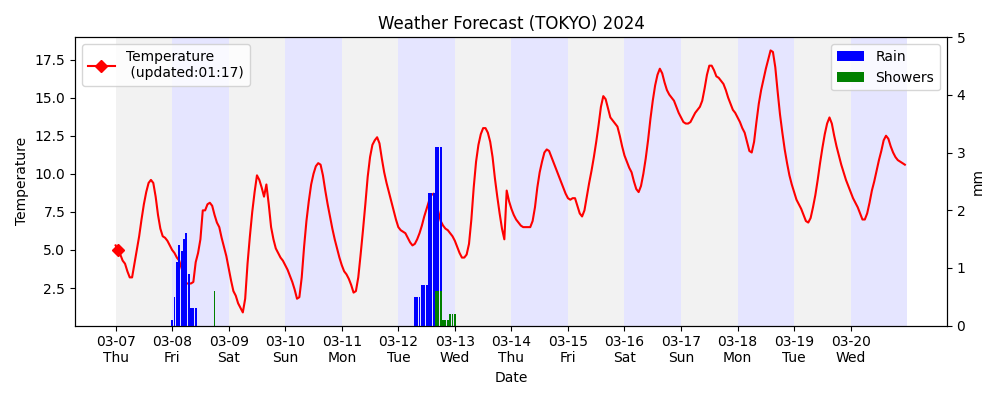 Weather Forecast (TOKYO) 2024
Temperature
(updated:01:17)
Rain
Showers
17.5
15.0
12.5
10.0
7.5
5.0
2.5
Temperature
5
4
3
2
1
0
mm
03-07 03-08 03-09 03-10 03-11 03-12 03-13 03-14 03-15 03-16 03-17 03-18 03-19 03-20
Thu Fri Sat Sun Mon Tue Wed Thu Fri Sat Sun Mon Tue Wed
Date